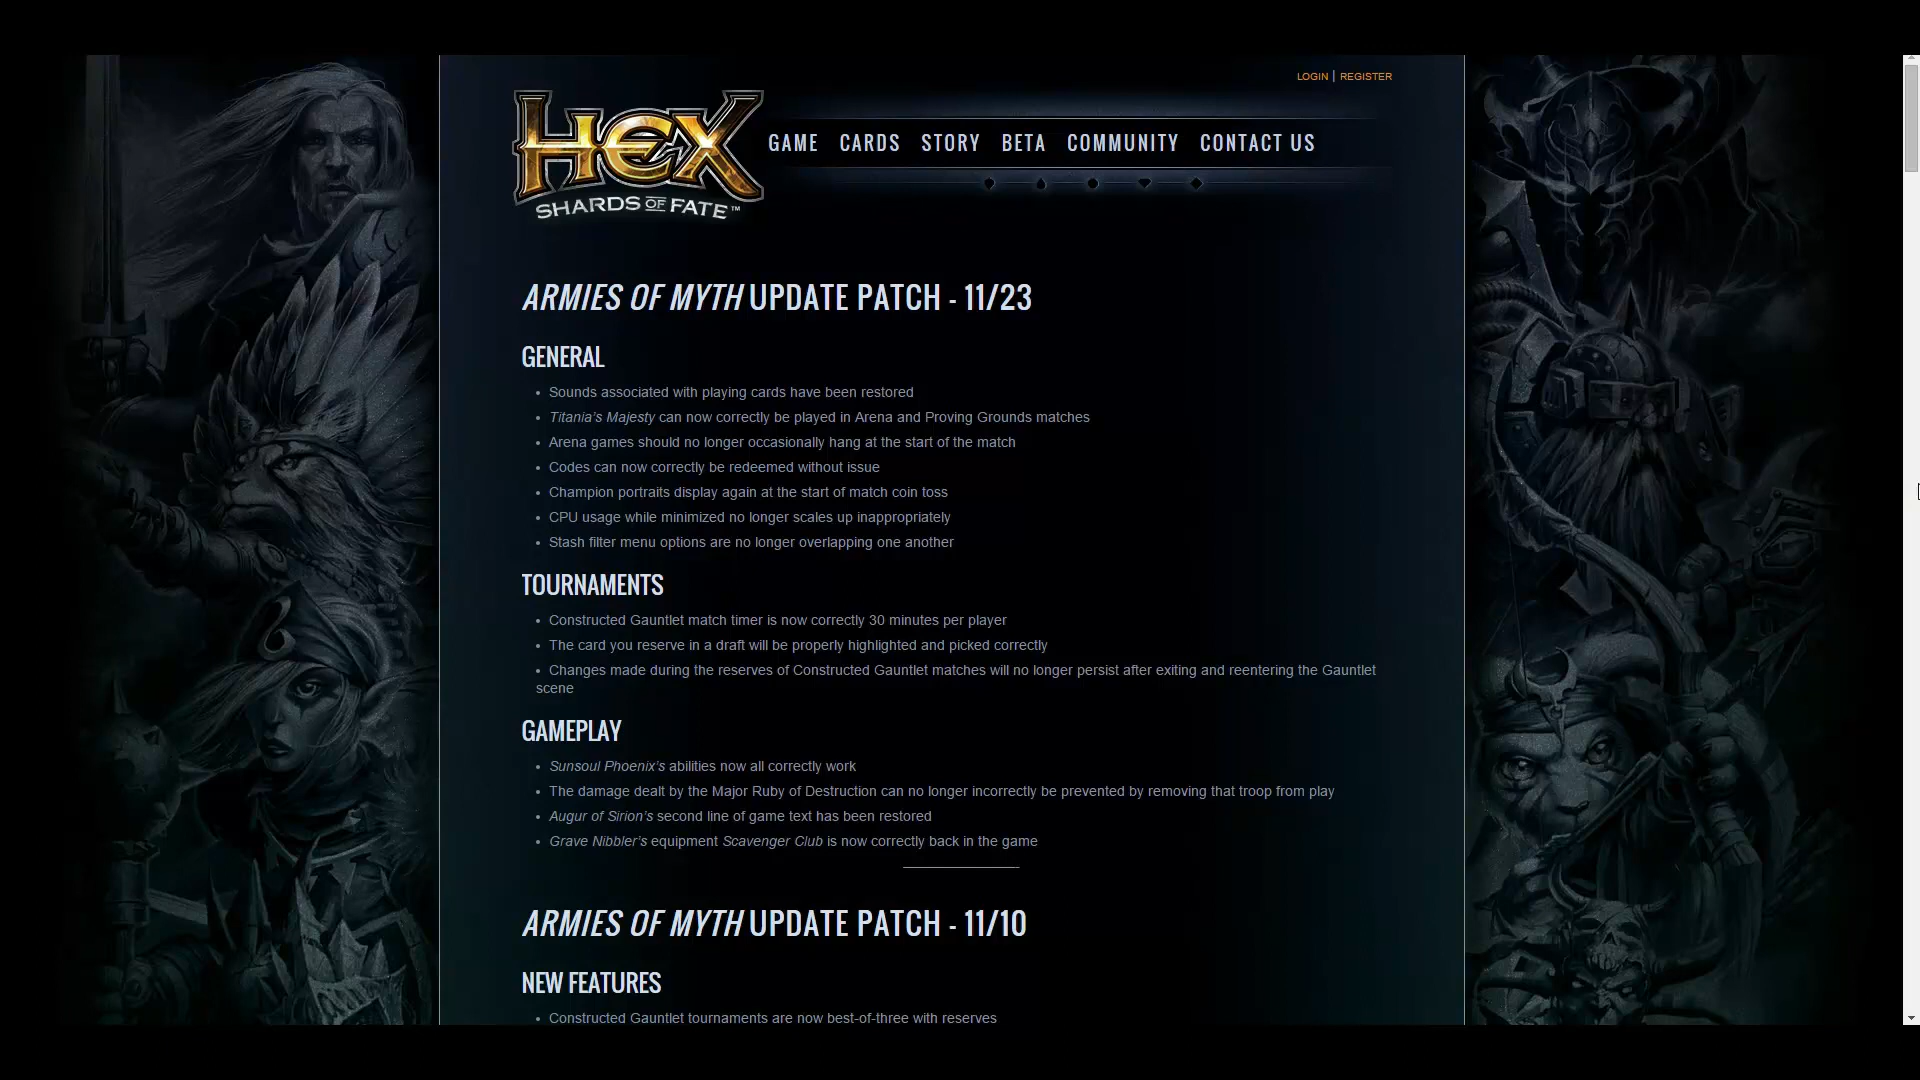 LOGIN | REGISTER
HEX
SHARDS OF FATE™
GAME CARDS STORY BETA COMMUNITY CONTACT US
ARMIES OF MYTH UPDATE PATCH - 11/23
GENERAL
• Sounds associated with playing cards have been restored
• Titania's Majesty can now correctly be played in Arena and Proving Grounds matches
• Arena games should no longer occasionally hang at the start of the match
• Codes can now correctly be redeemed without issue
• Champion portraits display again at the start of match coin toss
• CPU usage while minimized no longer scales up inappropriately
• Stash filter menu options are no longer overlapping one another
TOURNAMENTS
• Constructed Gauntlet match timer is now correctly 30 minutes per player
• The card you reserve in a draft will be properly highlighted and picked correctly
• Changes made during the reserves of Constructed Gauntlet matches will no longer persist after exiting and reentering the Gauntlet
scene
GAMEPLAY
• Sunsoul Phoenix's abilities now all correctly work
• The damage dealt by the Major Ruby of Destruction can no longer incorrectly be prevented by removing that troop from play
• Augur of Sirion's second line of game text has been restored
• Grave Nibbler's equipment Scavenger Club is now correctly back in the game
ARMIES OF MYTH UPDATE PATCH - 11/10
NEW FEATURES
• Constructed Gauntlet tournaments are now best-of-three with reserves